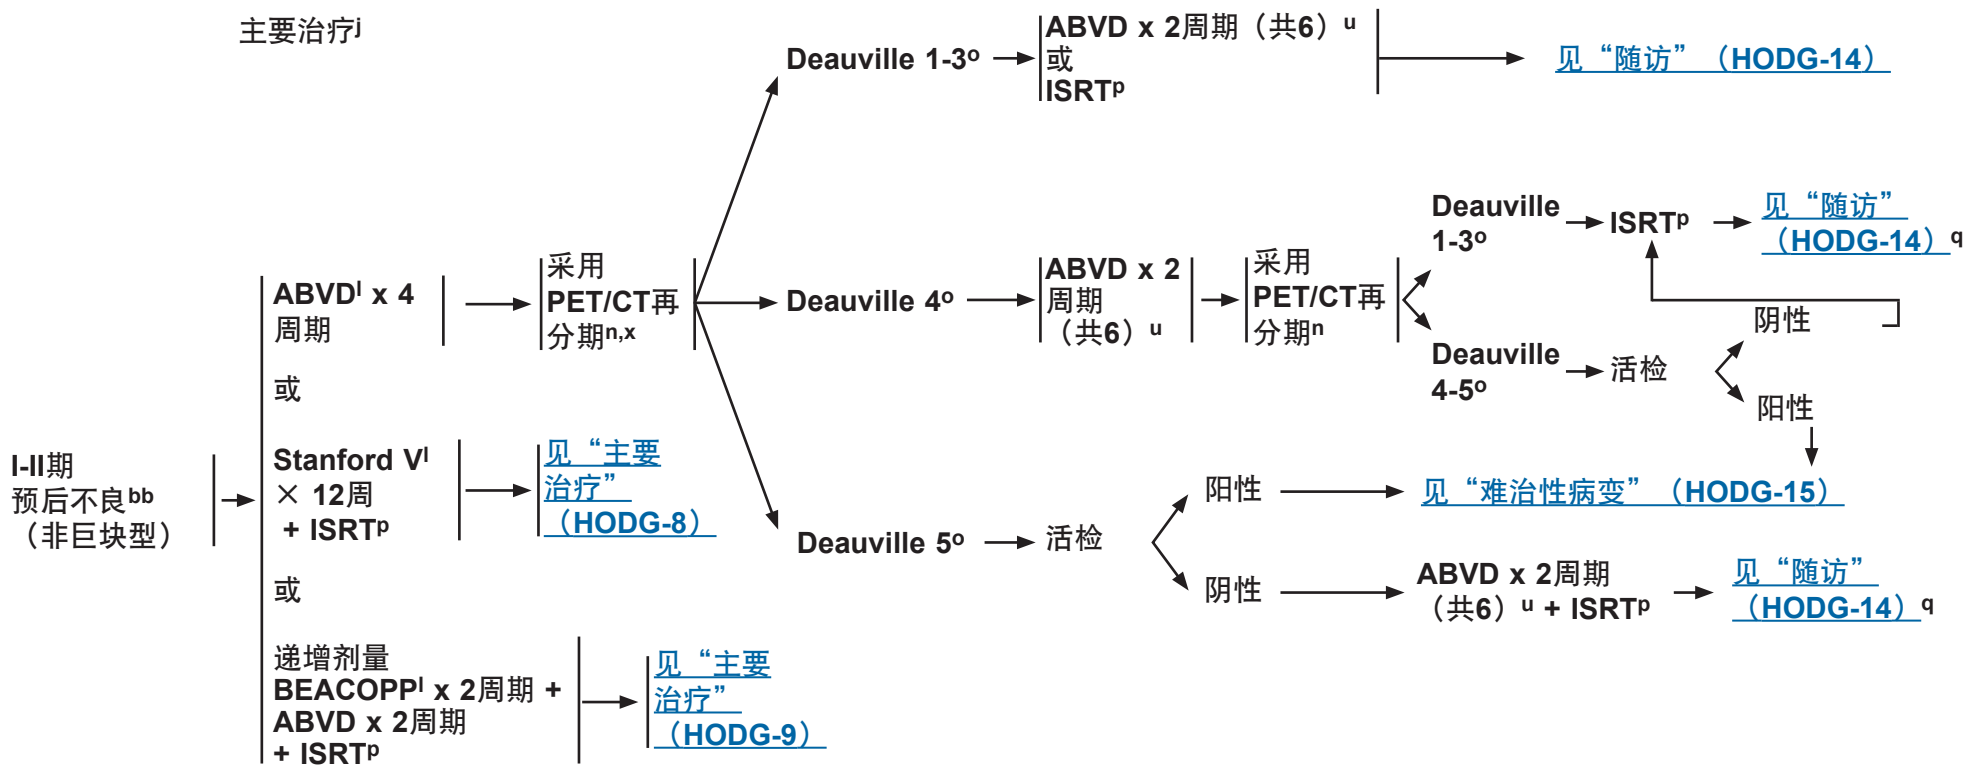 主要治疗j
Deauville 1-3o
ABVD x 2周期（共6）u
或
ISRTp
见“随访”（HODG-14）
I-II期
预后不良bb
（非巨块型）
ABVDl x 4
周期
采用
PET/CT再
分期n,x
Deauville 4o
ABVD x 2
周期
（共6）u
采用
PET/CT再
分期n
Deauville
1-3o
ISRTp
见“随访”
（HODG-14）q
Deauville
4-5o
活检
阴性
阳性
Deauville 5o
活检
阳性
见“难治性病变”（HODG-15）
阴性
ABVD x 2周期
（共6）u + ISRTp
见“随访”
（HODG-14）q
或
Stanford Vl
× 12周
+ ISRTp
见“主要
治疗”
（HODG-8）
或
递增剂量
BEACOPPl x 2周期 +
ABVD x 2周期
+ ISRTp
见“主要
治疗”
（HODG-9）